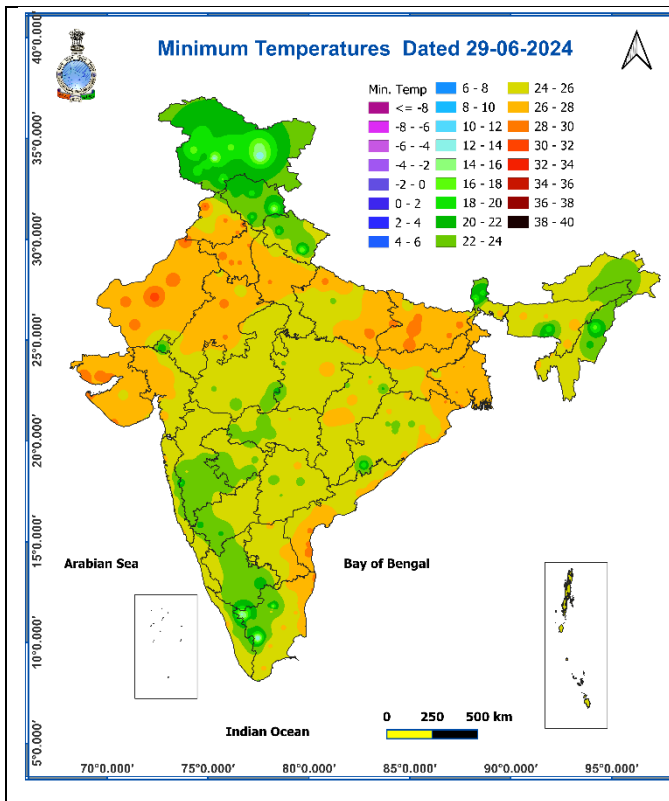 Minimum Temperatures Dated 29-06-2024
Min. Temp
<= -8
-8 - -6
-6 - -4
-4 - -2
-2 - 0
0 - 2
2 - 4
4 - 6
6 - 8
8 - 10
10 - 12
12 - 14
14 - 16
16 - 18
18 - 20
20 - 22
22 - 24
24 - 26
26 - 28
28 - 30
30 - 32
32 - 34
34 - 36
36 - 38
38 - 40
40°0.000'
35°0.000'
30°0.000'
25°0.000'
20°0.000'
15°0.000'
10°0.000'
5°0.000'
Arabian Sea
Bay of Bengal
Indian Ocean
0 250 500 km
70°0.000' 75°0.000' 80°0.000' 85°0.000' 90°0.000' 95°0.000'